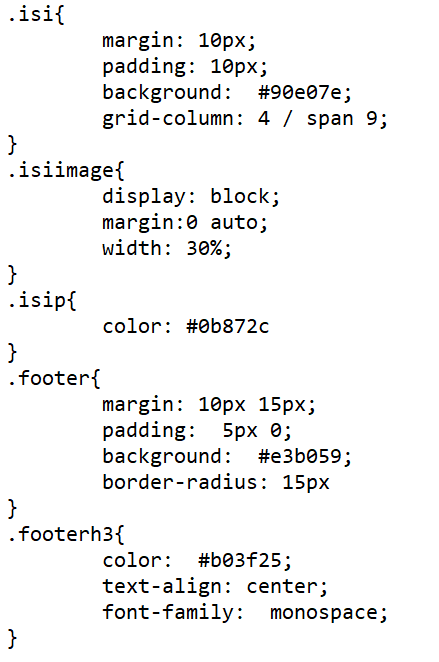 .isi{
margin: 10px;
padding: 10px;
background:  #90e07e;
grid-column: 4 / span 9;
}
.isiimage{
display: block;
margin:0 auto;
width: 30%;
}
.isip{
color: #0b872c
}
.footer{
margin: 10px 15px;
padding:  5px 0;
background:  #e3b059;
border-radius: 15px
}
.footerh3{
color:  #b03f25;
text-align: center;
font-family:  monospace;
}